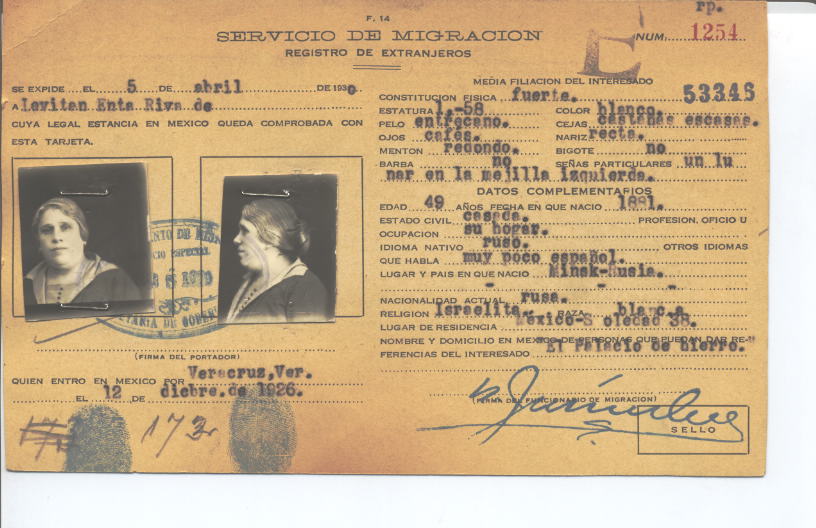 F. 14
SERVICIO DE MIGRACION
REGISTRO DE EXTRANJEROS
rp.
NUM. 1254
E
SE EXPIDE EL 5 DE abril DE 1930
A Levitan Enta Riva de
CUYA LEGAL ESTANCIA EN MEXICO QUEDA COMPROBADA CON
ESTA TARJETA.
(FIRMA DEL PORTADOR)
QUIEN ENTRO EN MEXICO POR Veracruz, Ver.
EL 12 DE dicbre. de 1926.
173
MEDIA FILIACION DEL INTERESADO
53346
CONSTITUCION FISICA fuerte.
ESTATURA 1.-58 COLOR blanco.
PELO entrecano. CEJAS castañas escasas.
OJOS cafés. NARIZ recta.
MENTON redondo. BIGOTE no
BARBA no SEÑAS PARTICULARES un lu
nar en la mejilla izquierda.
DATOS COMPLEMENTARIOS
EDAD 49 AÑOS FECHA EN QUE NACIO 1881.
ESTADO CIVIL casada. PROFESION, OFICIO U
OCUPACION su hogar.
IDIOMA NATIVO ruso. OTROS IDIOMAS
QUE HABLA muy poco español.
LUGAR Y PAIS EN QUE NACIO Minsk-Rusia.
- - -
NACIONALIDAD ACTUAL rusa.
RELIGION Israelita. RAZA blanca
LUGAR DE RESIDENCIA México-Soledad 38.
NOMBRE Y DOMICILIO EN MEXICO DE PERSONAS QUE PUEDAN DAR RE-
FERENCIAS DEL INTERESADO "El Palacio de Hierro."
(FIRMA DEL FUNCIONARIO DE MIGRACION)
SELLO